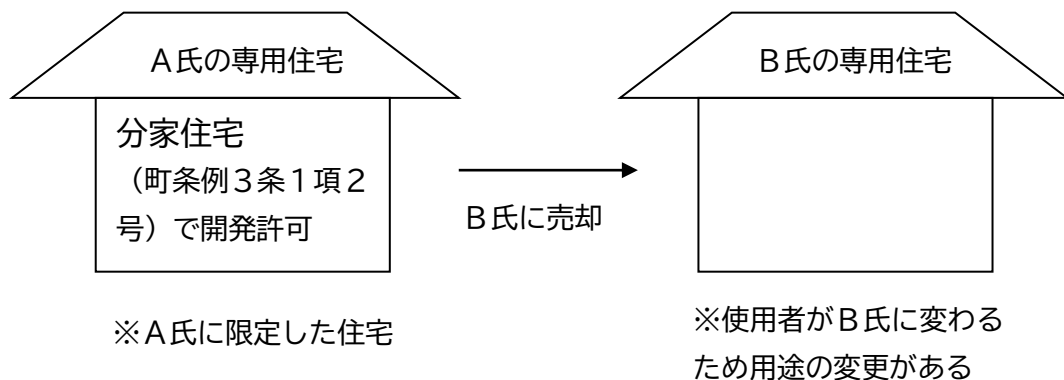 A氏の専用住宅
分家住宅
（町条例３条１項２
号）で開発許可
※A氏に限定した住宅
B氏に売却
B氏の専用住宅
※使用者がB氏に変わる
ため用途の変更がある